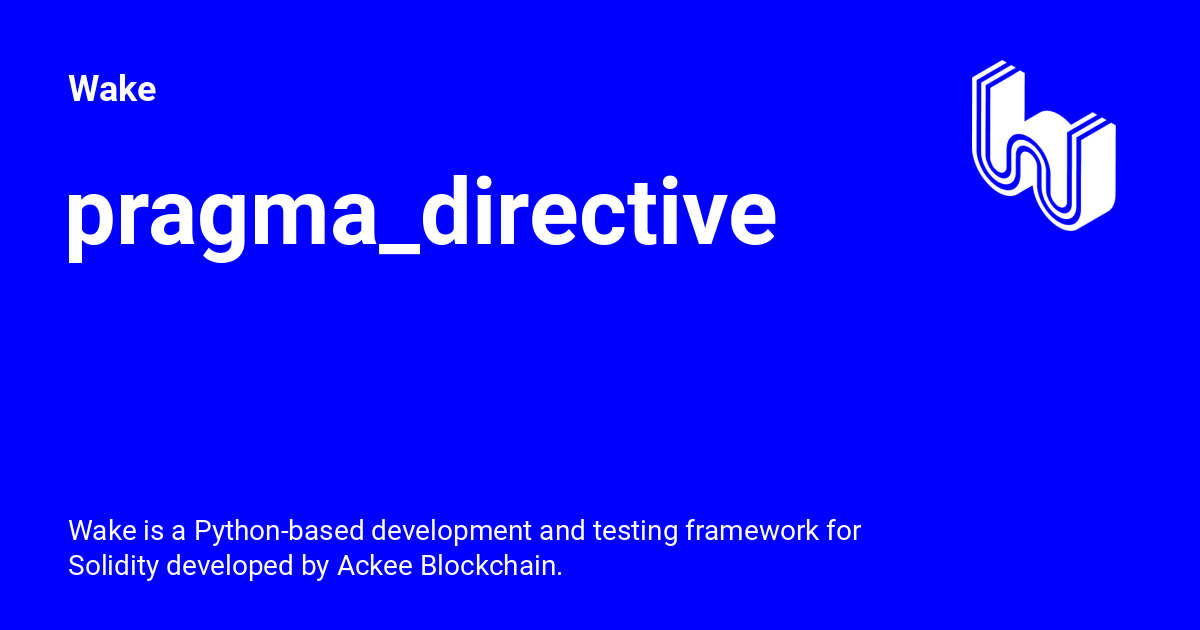 Wake
pragma_directive
Wake is a Python-based development and testing framework for
Solidity developed by Ackee Blockchain.